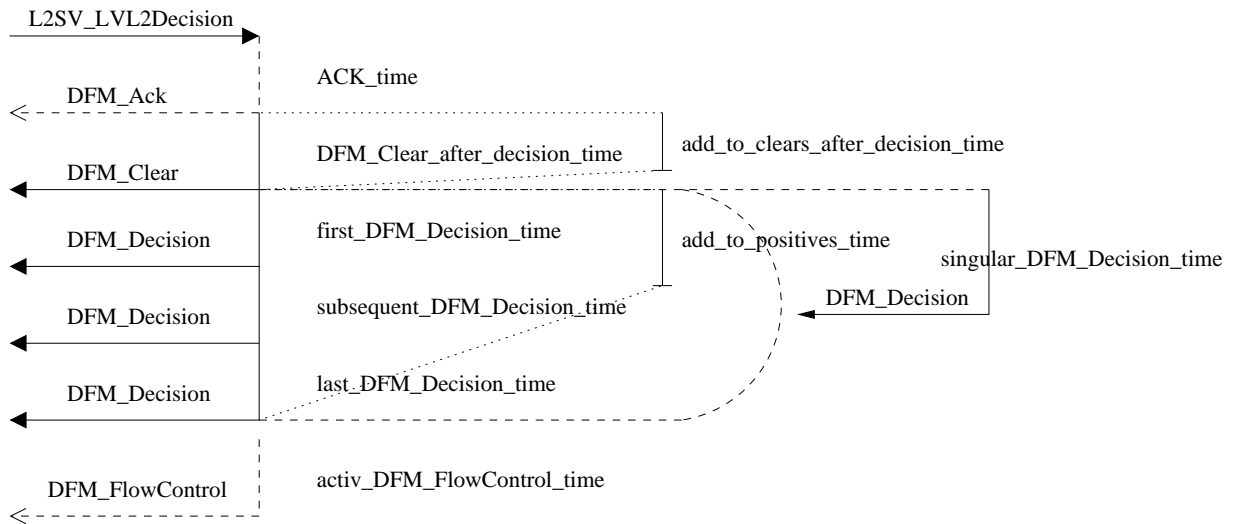 L2SV_LVL2Decision
ACK_time
DFM_Ack
add_to_clears_after_decision_time
DFM_Clear_after_decision_time
DFM_Clear
first_DFM_Decision_time
DFM_Decision
add_to_positives_time
singular_DFM_Decision_time
DFM_Decision
subsequent_DFM_Decision_time
DFM_Decision
last_DFM_Decision_time
DFM_Decision
activ_DFM_FlowControl_time
DFM_FlowControl